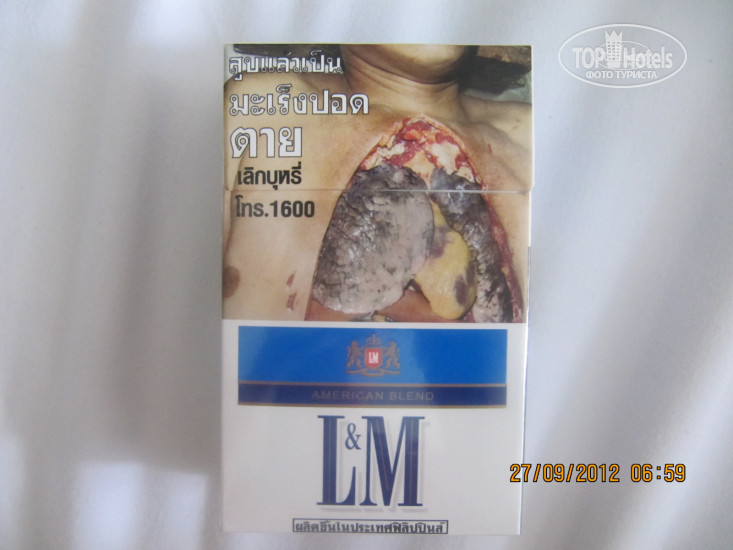 TOP Hotels
ФОТО ТУРИСТА
สูบแล้วเป็น
มะเร็งปอด
ตาย
เลิกบุหรี่
โทร.1600
LM
AMERICAN BLEND
L&M
27/09/2012 06:59
ผลิตขึ้นในประเทศฟิลิปปินส์